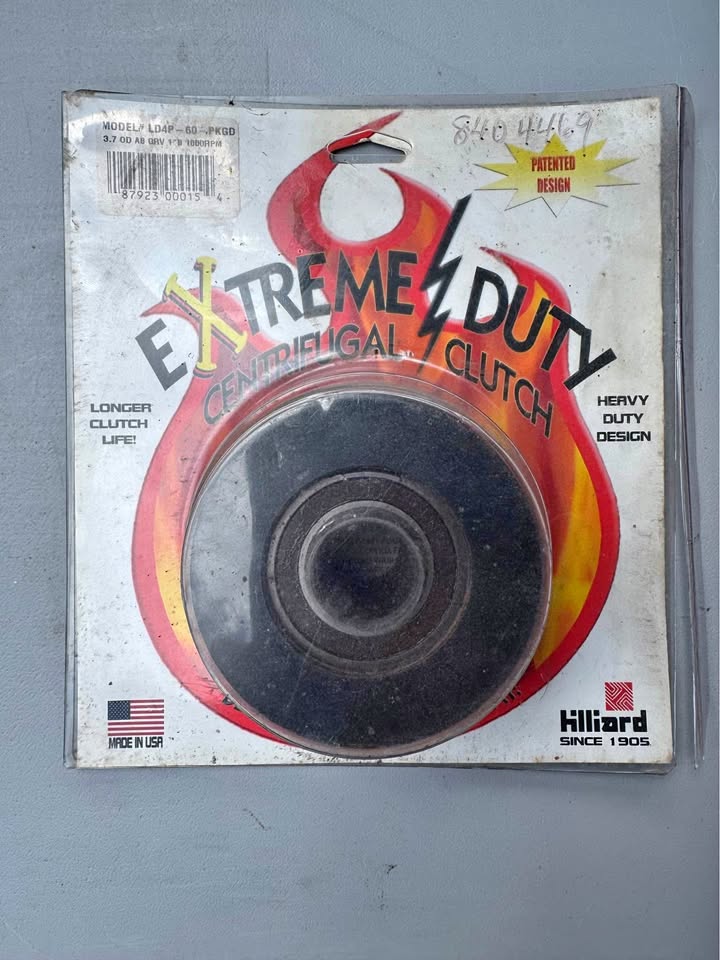 MODEL# LD4P-60 -PKGD
3.7 OD AB GRV 1"B 1800RPM
87923 00015 4
840 4469
PATENTED
DESIGN
EXTREME DUTY
CENTRIFUGAL CLUTCH
LONGER
CLUTCH
LIFE!
HEAVY
DUTY
DESIGN
MADE IN USA
Hilliard
SINCE 1905